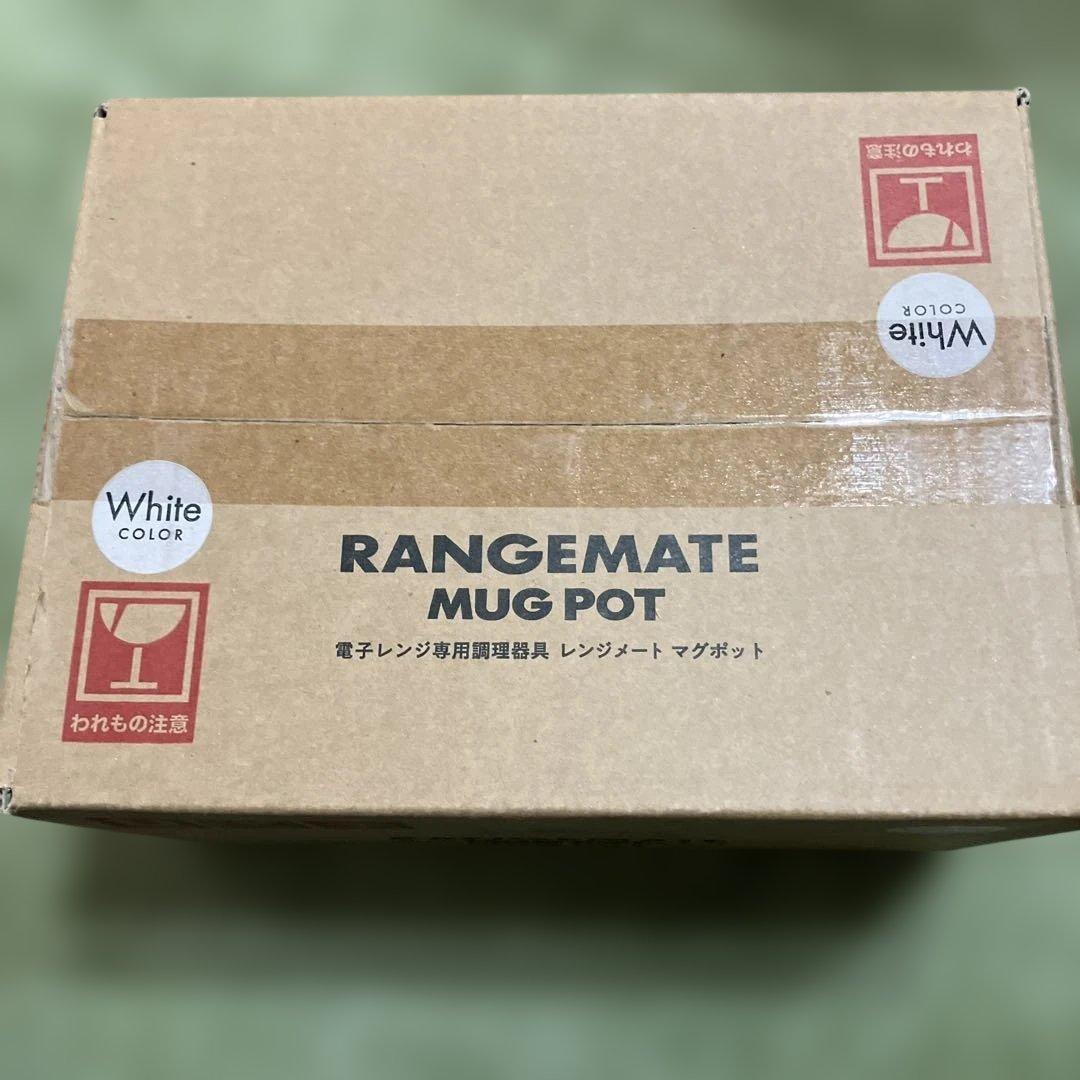 われもの注意
White
COLOR
White
COLOR
RANGEMATE
MUG POT
電子レンジ専用調理器具 レンジメート マグポット
われもの注意